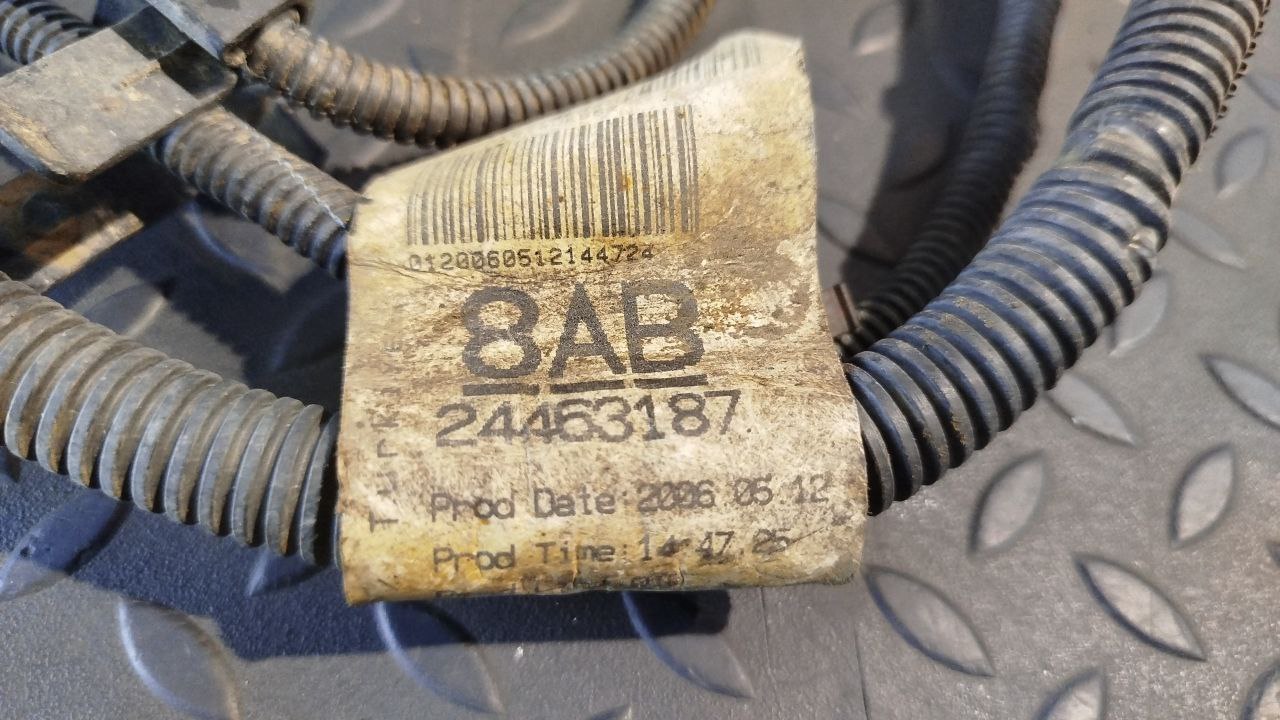 0120060512144724
8AB
24463187
Prod Date:2006 05 12
Prod Time:14 47 25